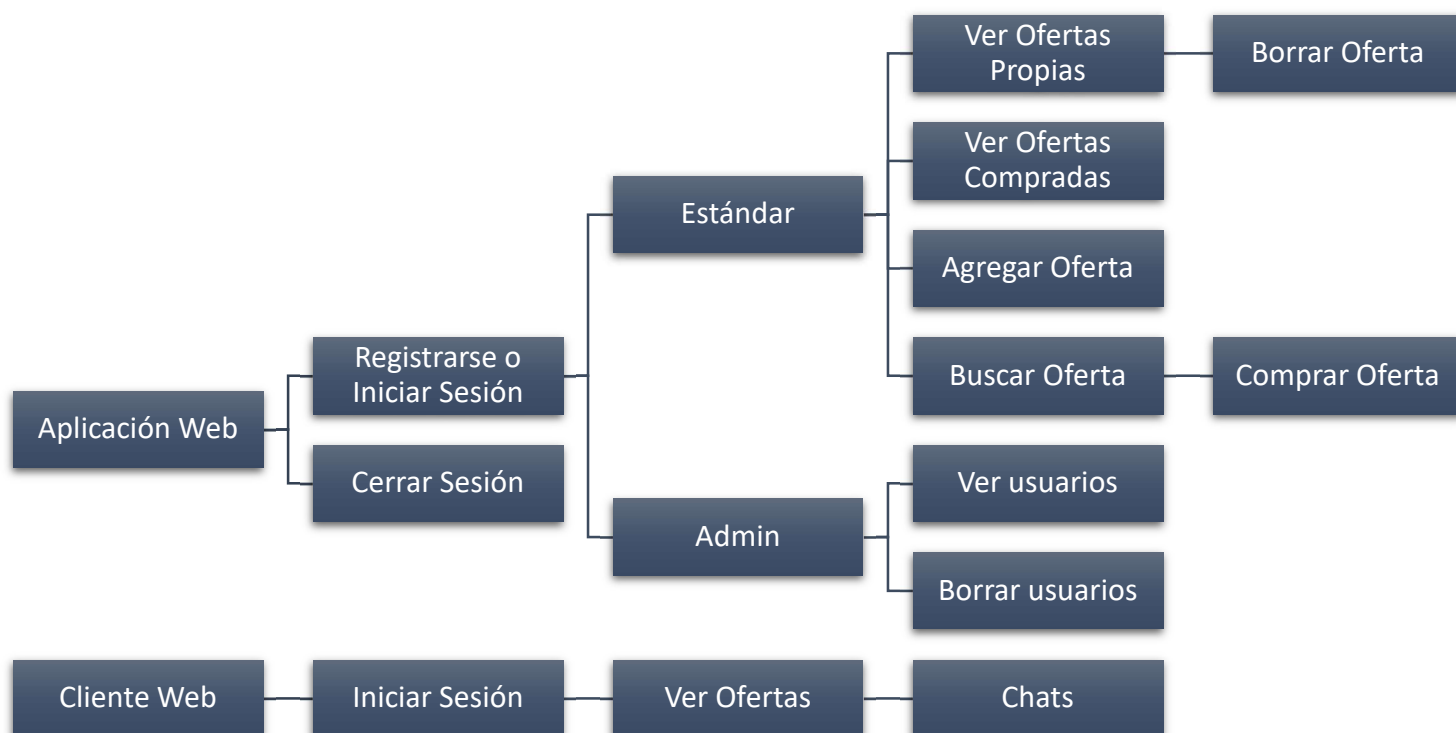 Ver Ofertas
Propias
Borrar Oferta
Ver Ofertas
Compradas
Estándar
Agregar Oferta
Registrarse o
Iniciar Sesión
Buscar Oferta
Comprar Oferta
Aplicación Web
Cerrar Sesión
Ver usuarios
Admin
Borrar usuarios
Cliente Web
Iniciar Sesión
Ver Ofertas
Chats